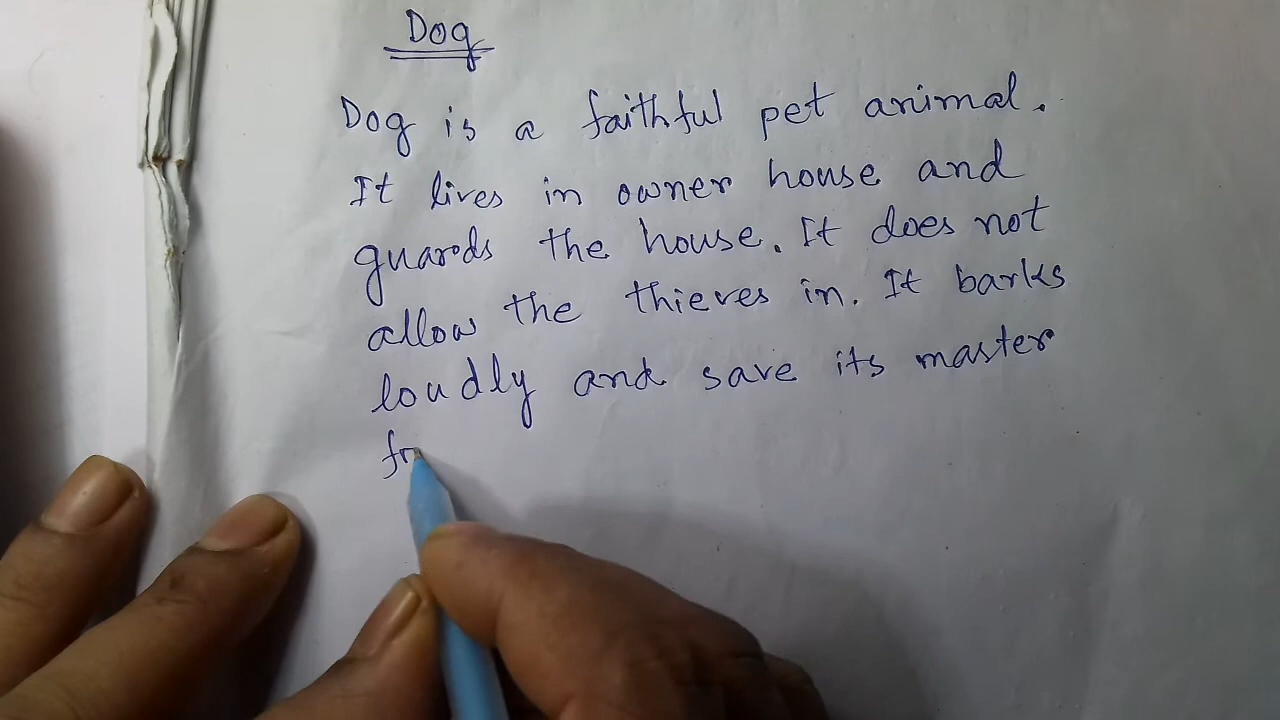 Dog
Dog is a faithful pet animal.
It lives in owner house and
guards the house. It does not
allow the thieves in. It barks
loudly and save its master
fr